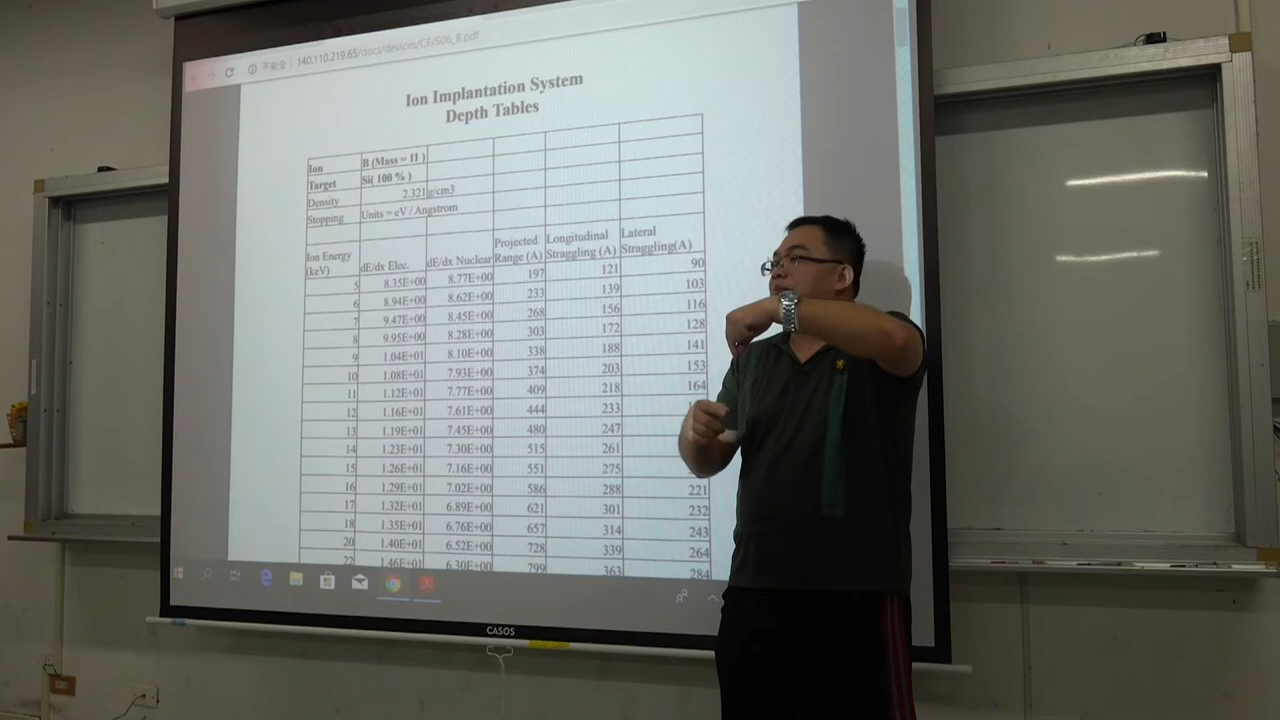 不安全 | 140.110.219.65/docs/devices/CF/S06_B.pdf
Ion Implantation System
Depth Tables
Ion B (Mass = 11 )
Target Si( 100 % )
Density 2.321 g/cm3
Stopping Units = eV / Angstrom
Ion Energy (keV) dE/dx Elec. dE/dx Nuclear Projected Range (A) Longitudinal Straggling (A) Lateral Straggling(A)
5 8.35E+00 8.77E+00 197 121 90
6 8.94E+00 8.62E+00 233 139 103
7 9.47E+00 8.45E+00 268 156 116
8 9.95E+00 8.28E+00 303 172 128
9 1.04E+01 8.10E+00 338 188 141
10 1.08E+01 7.93E+00 374 203 153
11 1.12E+01 7.77E+00 409 218 164
12 1.16E+01 7.61E+00 444 233
13 1.19E+01 7.45E+00 480 247
14 1.23E+01 7.30E+00 515 261
15 1.26E+01 7.16E+00 551 275
16 1.29E+01 7.02E+00 586 288 221
17 1.32E+01 6.89E+00 621 301 232
18 1.35E+01 6.76E+00 657 314 243
20 1.40E+01 6.52E+00 728 339 264
22 1.46E+01 6.30E+00 799 363 284
CASOS